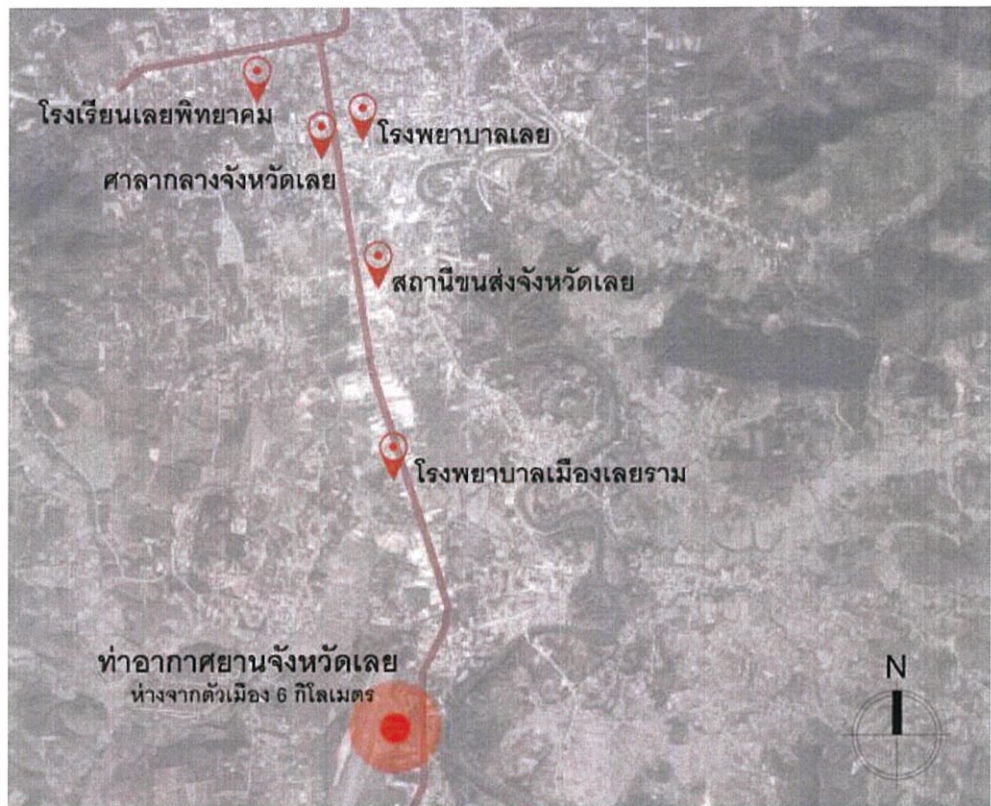 โรงเรียนเลยพิทยาคม
โรงพยาบาลเลย
ศาลากลางจังหวัดเลย
สถานีขนส่งจังหวัดเลย
โรงพยาบาลเมืองเลยราม
ท่าอากาศยานจังหวัดเลย
ห่างจากตัวเมือง 6 กิโลเมตร
N